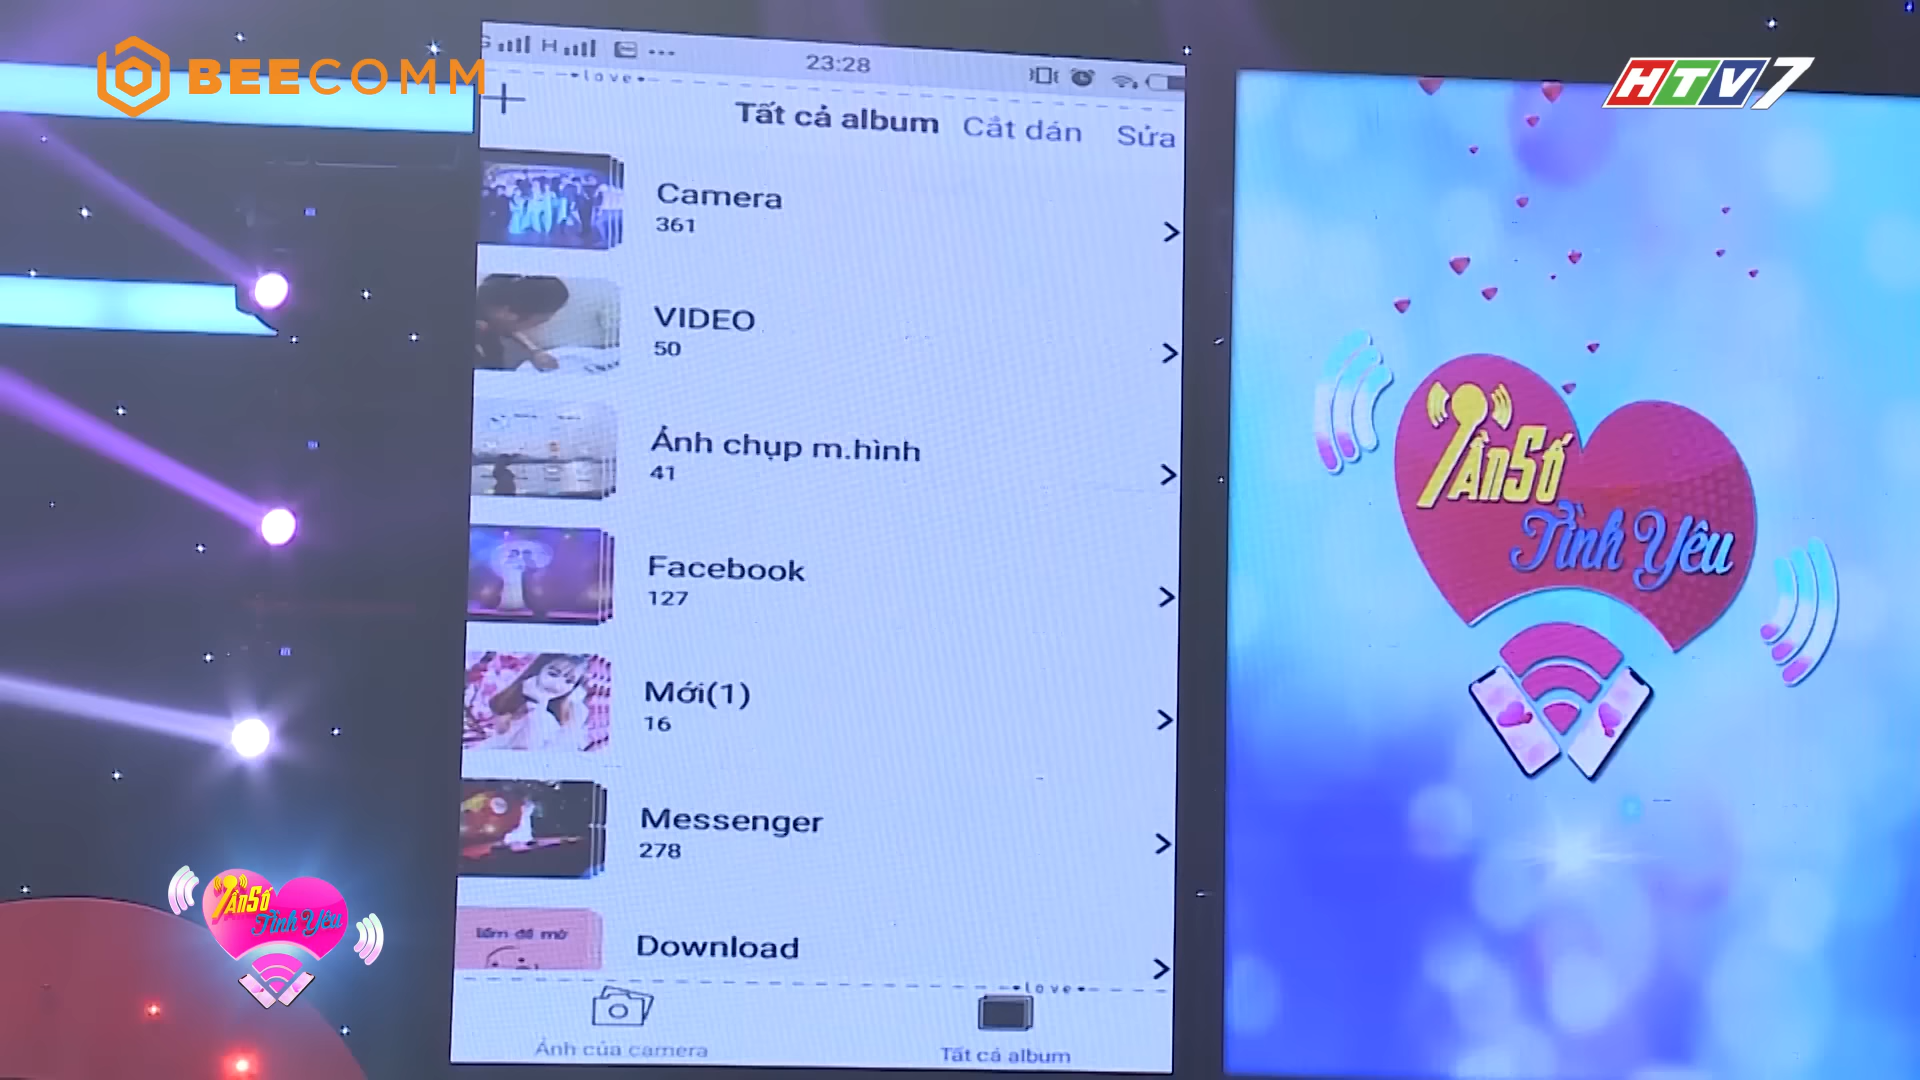 BEECOMM
HTV7
H
23:28
love
Tất cả album
Cắt dán
Sửa
Camera
361
VIDEO
50
Ảnh chụp m.hình
41
Facebook
127
Mới(1)
16
Messenger
278
Download
love
Ảnh của camera
Tất cả album
Tần Số
Tình Yêu
Tần Số
Tình Yêu